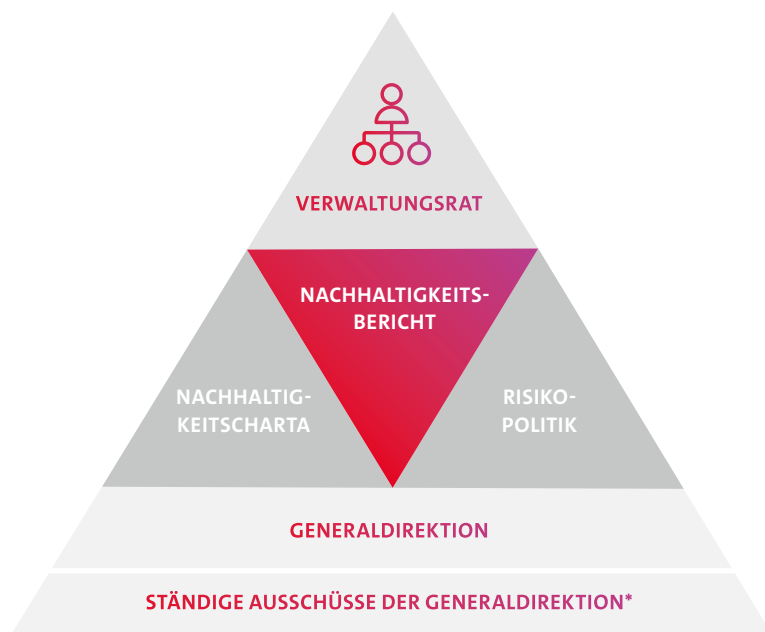 VERWALTUNGSRAT
NACHHALTIGKEITS-
BERICHT
NACHHALTIG-
KEITSCHARTA
RISIKO-
POLITIK
GENERALDIREKTION
STÄNDIGE AUSSCHÜSSE DER GENERALDIREKTION*